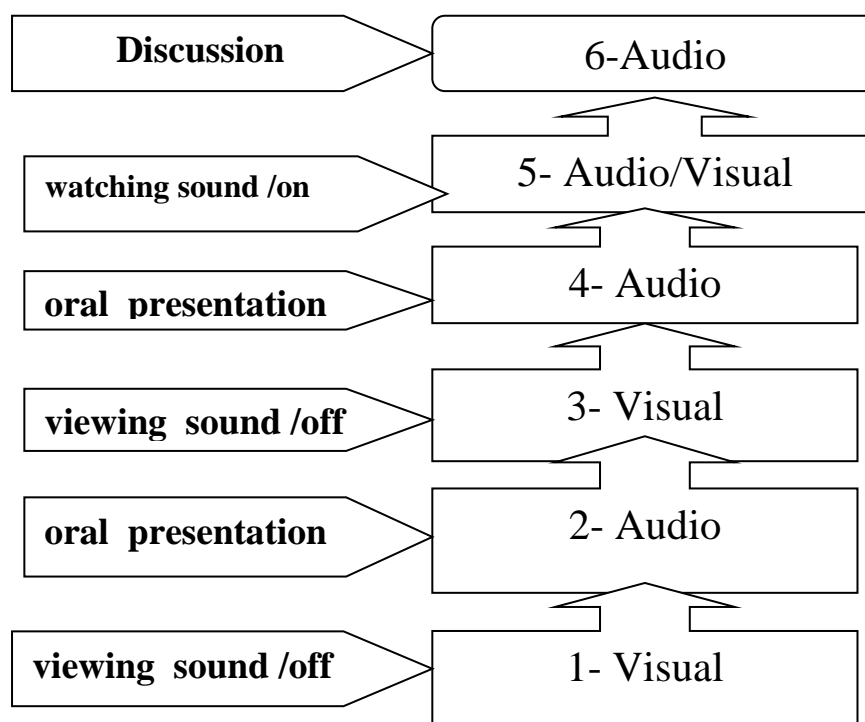 Discussion
6-Audio
watching sound /on
5- Audio/Visual
oral presentation
4- Audio
viewing sound /off
3- Visual
oral presentation
2- Audio
viewing sound /off
1- Visual